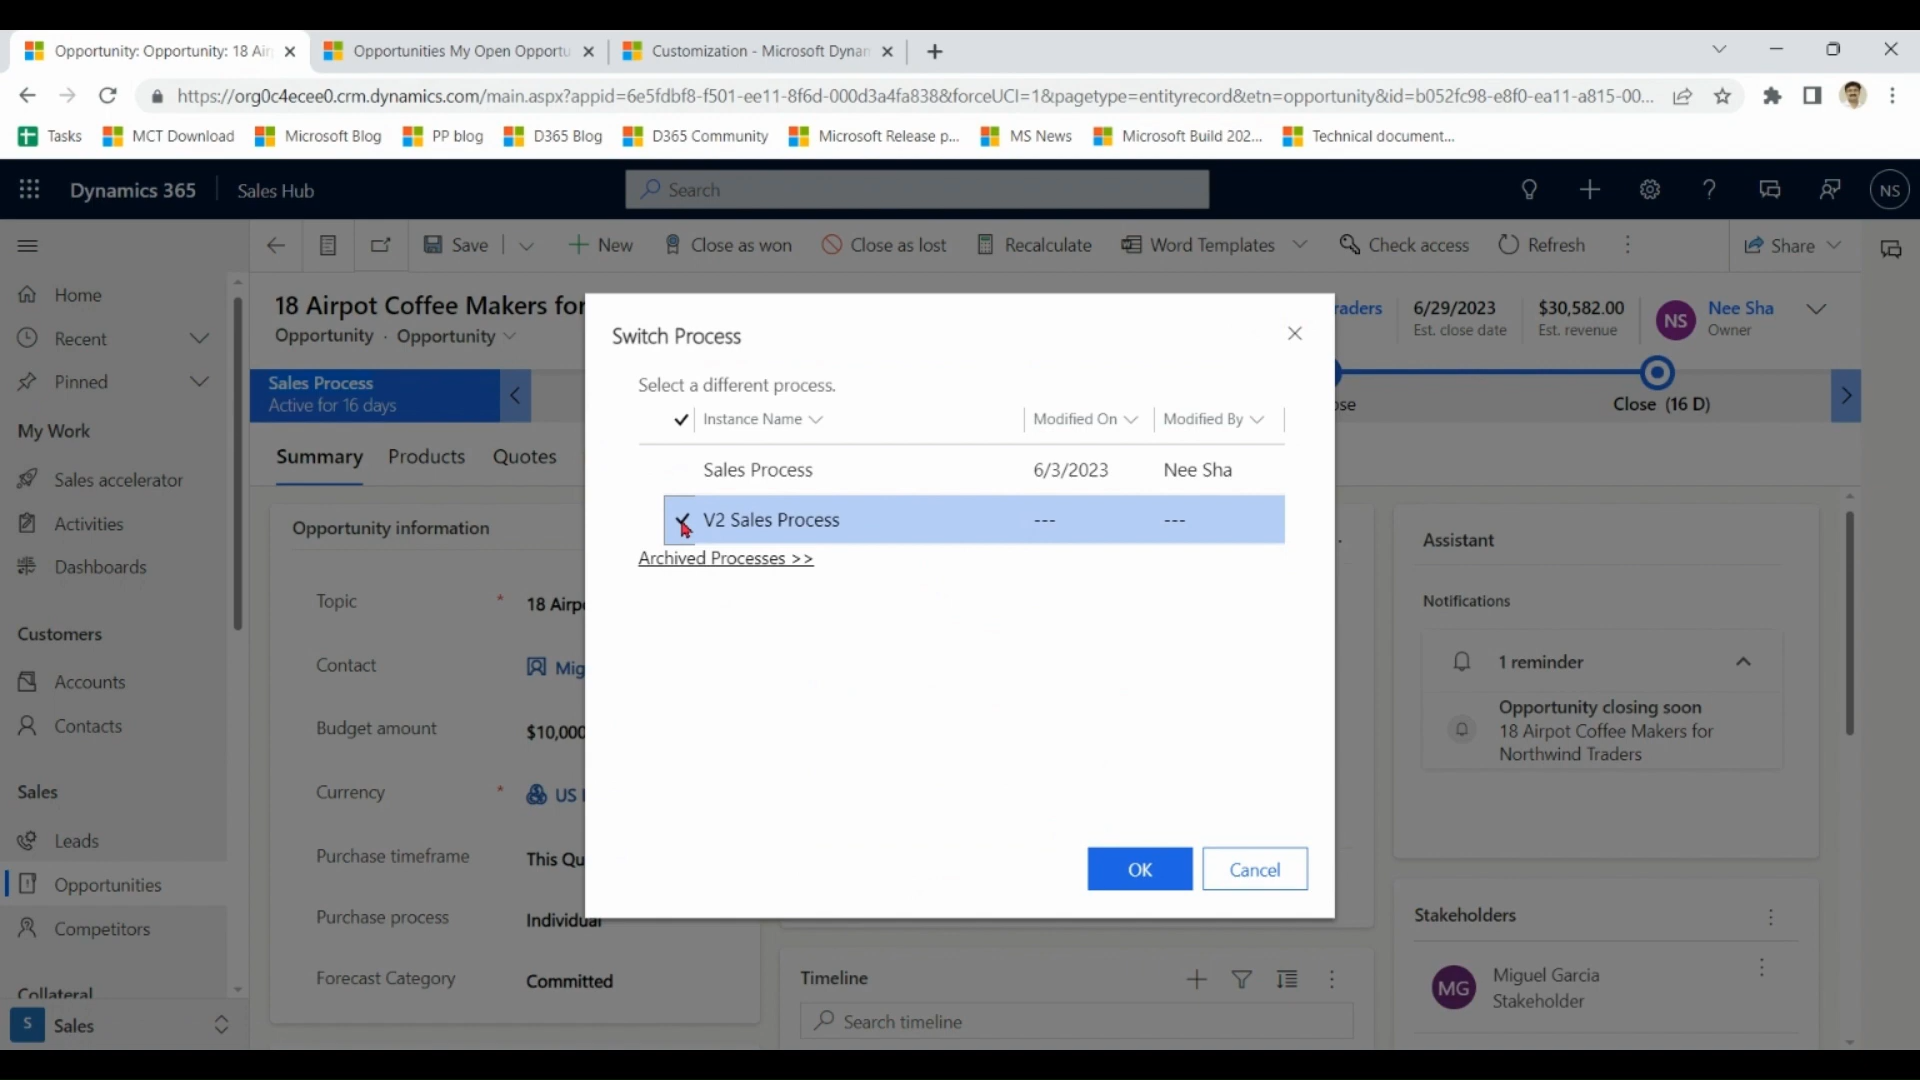 Opportunity: Opportunity: 18 Air
Opportunities My Open Opportu
Customization - Microsoft Dynan
https://org0c4ecee0.crm.dynamics.com/main.aspx?appid=6e5fdbf8-f501-ee11-8f6d-000d3a4fa838&forceUCI=1&pagetype=entityrecord&etn=opportunity&id=b052fc98-e8f0-ea11-a815-00...
Tasks MCT Download Microsoft Blog PP blog D365 Blog D365 Community Microsoft Release p... MS News Microsoft Build 202... Technical document...
Dynamics 365 Sales Hub Search NS
Save New Close as won Close as lost Recalculate Word Templates Check access Refresh Share
Home
Recent
Pinned
My Work
Sales accelerator
Activities
Dashboards
Customers
Accounts
Contacts
Sales
Leads
Opportunities
Competitors
Collateral
S Sales
18 Airpot Coffee Makers for
Opportunity · Opportunity
raders
6/29/2023
Est. close date
$30,582.00
Est. revenue
NS
Nee Sha
Owner
Sales Process
Active for 16 days
ose
Close (16 D)
Summary Products Quotes
Opportunity information
Topic * 18 Airp
Contact Mig
Budget amount $10,000
Currency * US
Purchase timeframe This Qu
Purchase process Individual
Forecast Category Committed
Switch Process
Select a different process.
Instance Name Modified On Modified By
Sales Process 6/3/2023 Nee Sha
V2 Sales Process --- ---
Archived Processes >>
OK Cancel
Timeline
Search timeline
Assistant
Notifications
1 reminder
Opportunity closing soon
18 Airpot Coffee Makers for
Northwind Traders
Stakeholders
MG
Miguel Garcia
Stakeholder